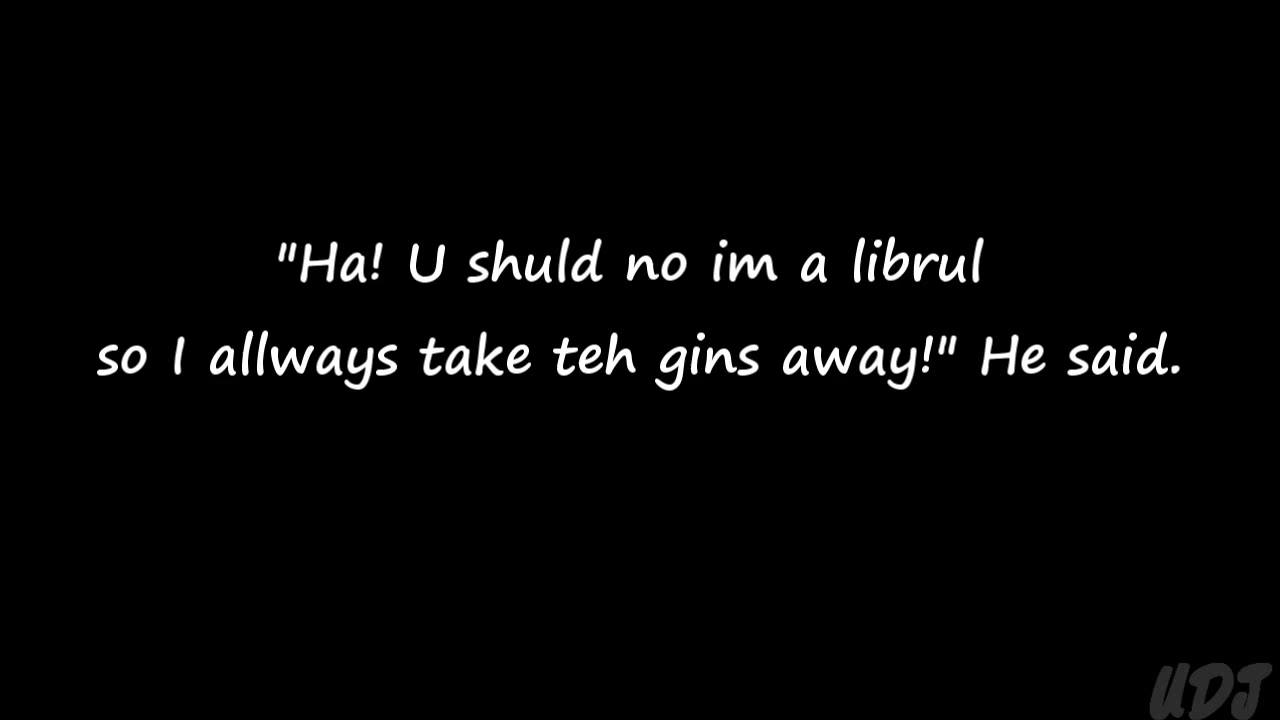 "Ha! U shuld no im a librul
so I allways take teh gins away!" He said.
UDJ